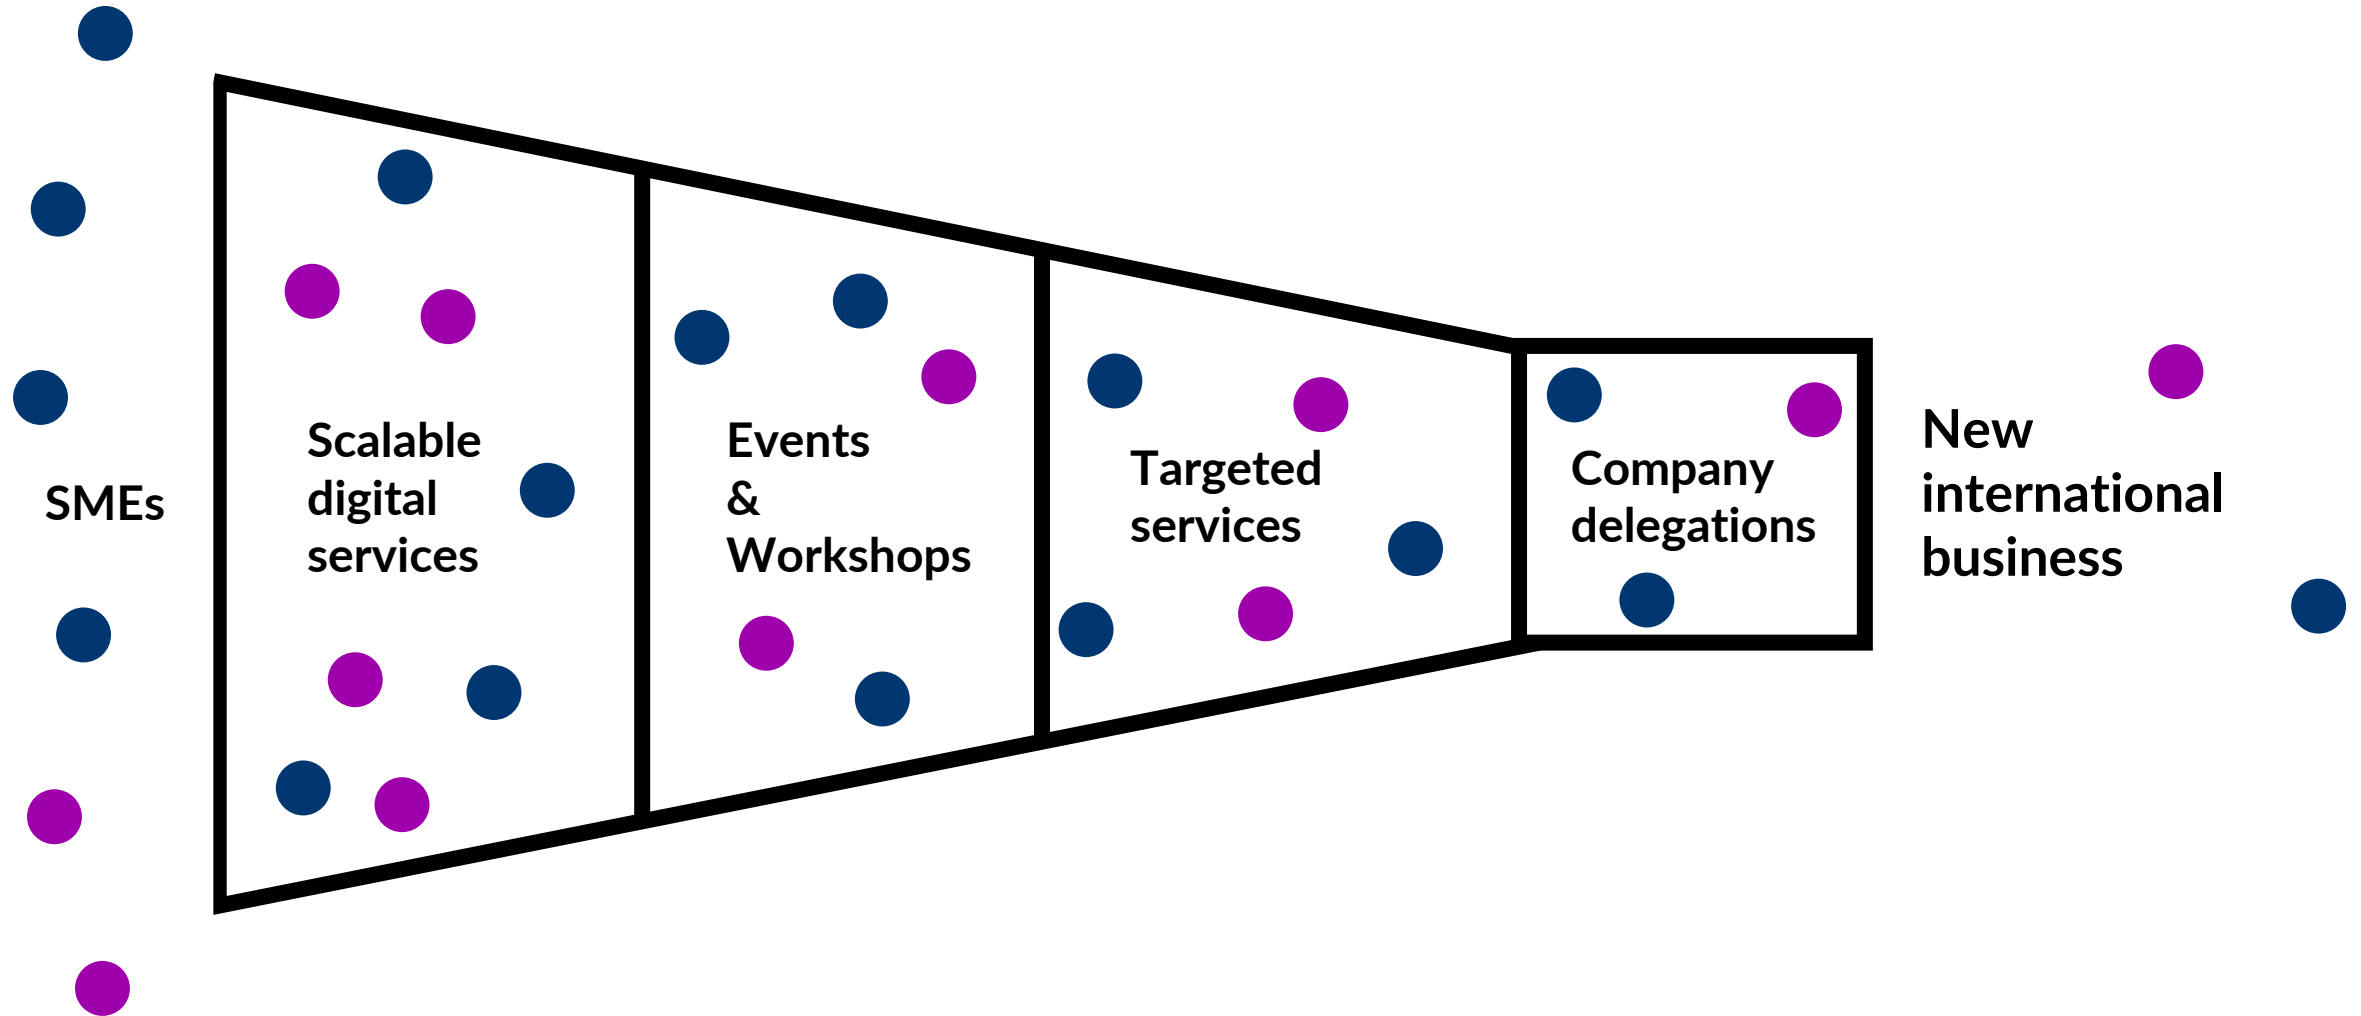 SMEs
Scalable
digital
services
Events
&
Workshops
Targeted
services
Company
delegations
New
international
business